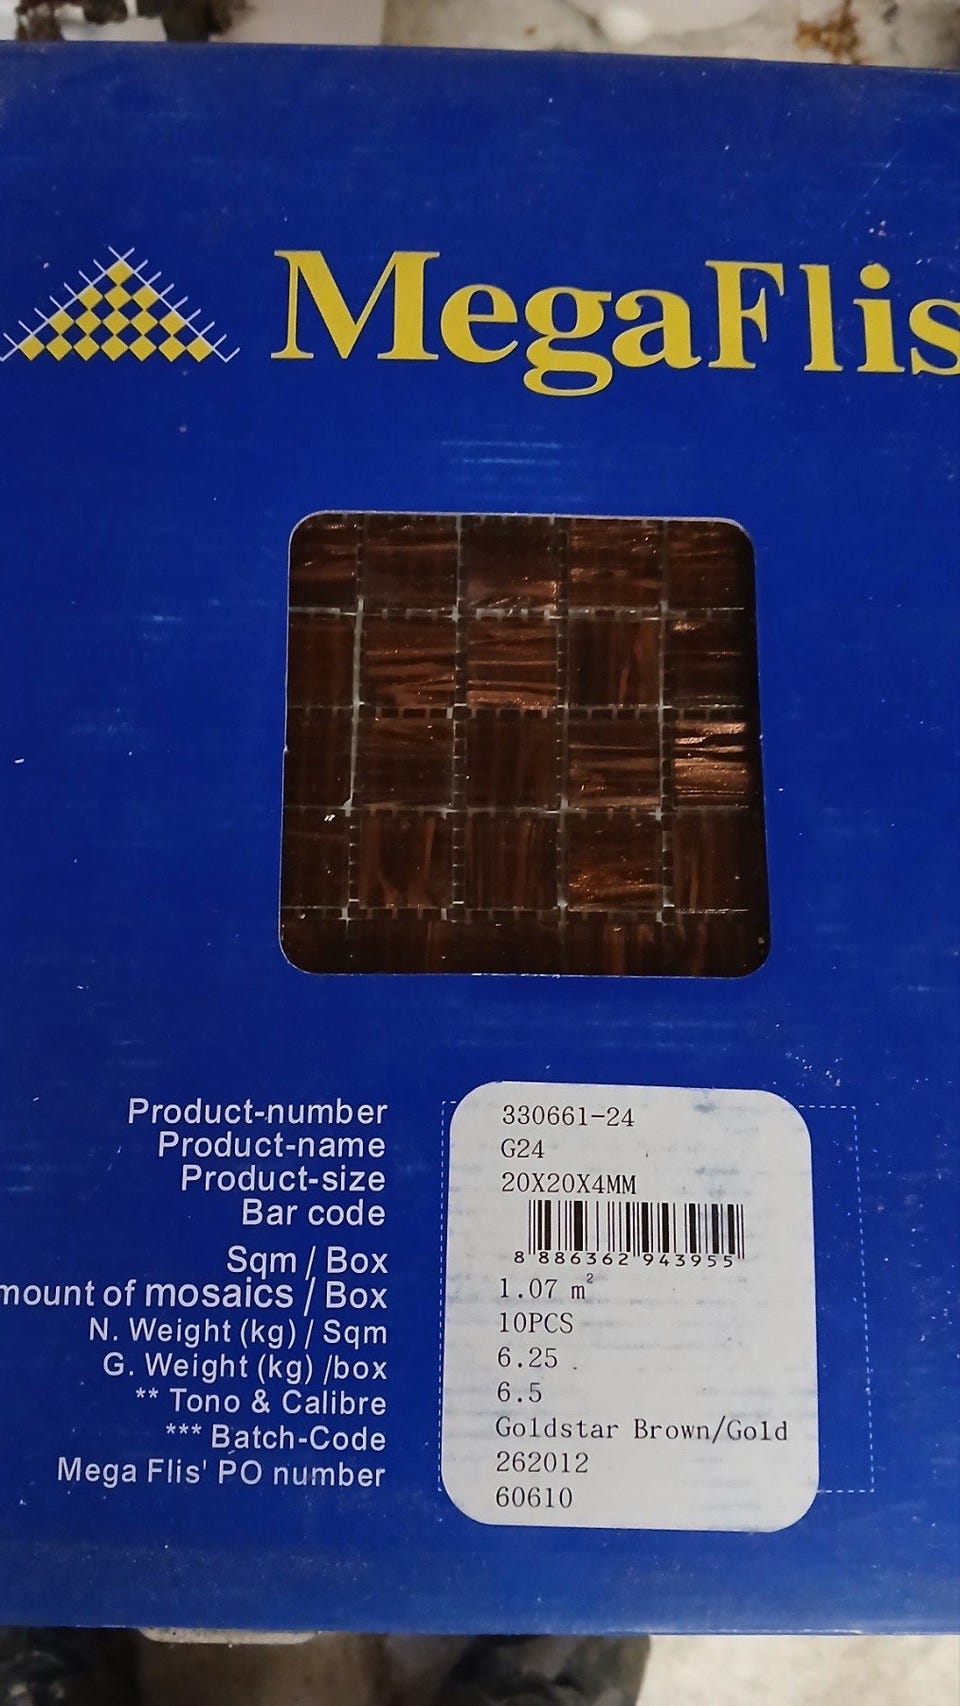 MegaFlis
Product-number 330661-24
Product-name G24
Product-size 20X20X4MM
Bar code
8 886362 943955
Sqm / Box 1.07 m²
mount of mosaics / Box 10PCS
N. Weight (kg) / Sqm 6.25
G. Weight (kg) /box 6.5
** Tono & Calibre Goldstar Brown/Gold
*** Batch-Code 262012
Mega Flis' PO number 60610